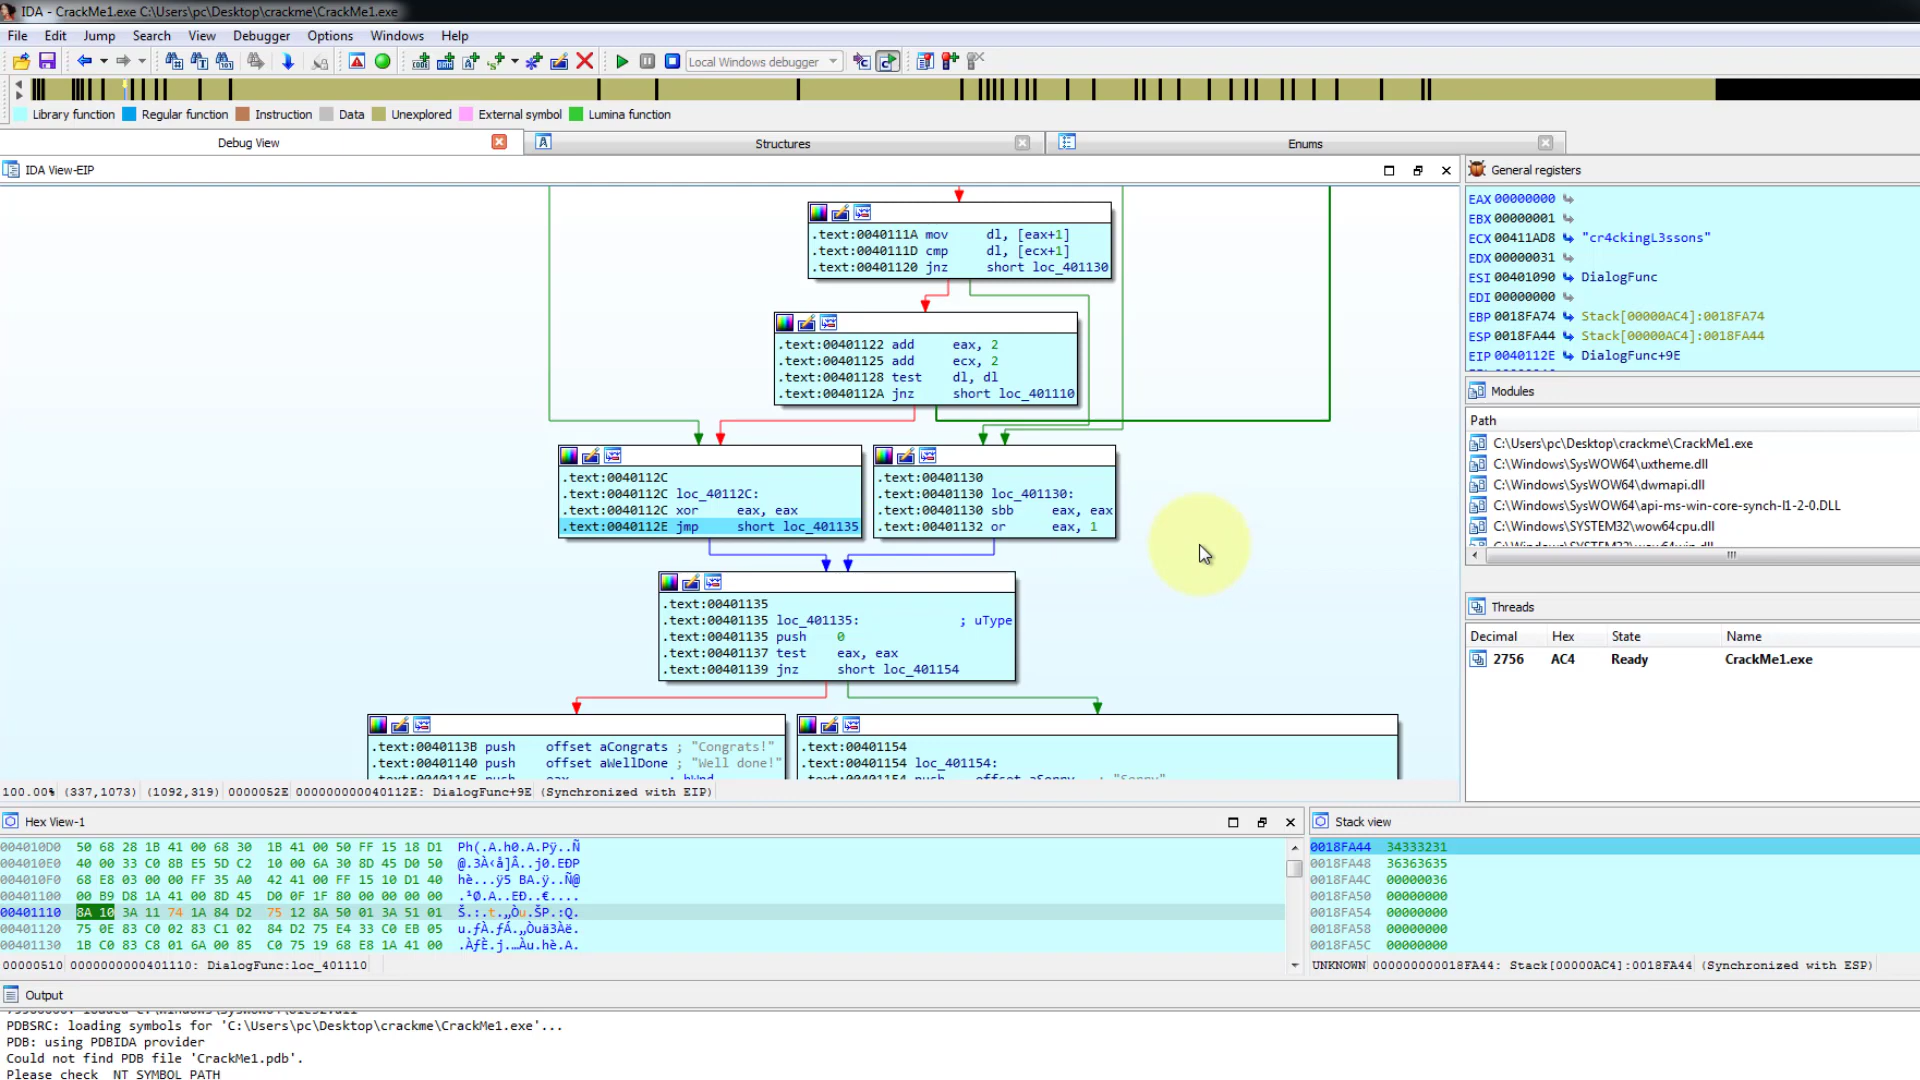 IDA - CrackMe1.exe C:\Users\pc\Desktop\crackme\CrackMe1.exe
File Edit Jump Search View Debugger Options Windows Help
Local Windows debugger
Library function Regular function Instruction Data Unexplored External symbol Lumina function
Debug View Structures Enums
IDA View-EIP
.text:0040111A mov dl, [eax+1]
.text:0040111D cmp dl, [ecx+1]
.text:00401120 jnz short loc_401130
.text:00401122 add eax, 2
.text:00401125 add ecx, 2
.text:00401128 test dl, dl
.text:0040112A jnz short loc_401110
.text:0040112C
.text:0040112C loc_40112C:
.text:0040112C xor eax, eax
.text:0040112E jmp short loc_401135
.text:00401130
.text:00401130 loc_401130:
.text:00401130 sbb eax, eax
.text:00401132 or eax, 1
.text:00401135
.text:00401135 loc_401135: ; uType
.text:00401135 push 0
.text:00401137 test eax, eax
.text:00401139 jnz short loc_401154
.text:0040113B push offset aCongrats ; "Congrats!"
.text:00401140 push offset aWellDone ; "Well done!"
.text:00401154
.text:00401154 loc_401154:
100.00% (337,1073) (1092,319) 0000052E 000000000040112E: DialogFunc+9E (Synchronized with EIP)
General registers
EAX 00000000
EBX 00000001
ECX 00411AD8 "cr4ckingL3ssons"
EDX 00000031
ESI 00401090 DialogFunc
EDI 00000000
EBP 0018FA74 Stack[00000AC4]:0018FA74
ESP 0018FA44 Stack[00000AC4]:0018FA44
EIP 0040112E DialogFunc+9E
Modules
Path
C:\Users\pc\Desktop\crackme\CrackMe1.exe
C:\Windows\SysWOW64\uxtheme.dll
C:\Windows\SysWOW64\dwmapi.dll
C:\Windows\SysWOW64\api-ms-win-core-synch-l1-2-0.DLL
C:\Windows\SYSTEM32\wow64cpu.dll
Threads
Decimal Hex State Name
2756 AC4 Ready CrackMe1.exe
Hex View-1
004010D0 50 68 28 1B 41 00 68 30 1B 41 00 50 FF 15 18 D1 Ph(.A.h0.A.Pÿ..Ñ
004010E0 40 00 33 C0 8B E5 5D C2 10 00 6A 30 8D 45 D0 50 @.3À‹å]Â..j0.EÐP
004010F0 68 E8 03 00 00 FF 35 A0 42 41 00 FF 15 10 D1 40 hè...ÿ5 BA.ÿ..Ñ@
00401100 00 B9 D8 1A 41 00 8D 45 D0 0F 1F 80 00 00 00 00 .¹Ø.A..EÐ..€....
00401110 8A 10 3A 11 74 1A 84 D2 75 12 8A 50 01 3A 51 01 Š.:.t.„Òu.ŠP.:Q.
00401120 75 0E 83 C0 02 83 C1 02 84 D2 75 E4 33 C0 EB 05 u.ƒÀ.ƒÁ.„Òuä3Àë.
00401130 1B C0 83 C8 01 6A 00 85 C0 75 19 68 E8 1A 41 00 .ÀƒÈ.j.…Àu.hè.A.
00000510 0000000000401110: DialogFunc:loc_401110
Stack view
0018FA44 34333231
0018FA48 36363635
0018FA4C 00000036
0018FA50 00000000
0018FA54 00000000
0018FA58 00000000
0018FA5C 00000000
UNKNOWN 000000000018FA44: Stack[00000AC4]:0018FA44 (Synchronized with ESP)
Output
PDBSRC: loading symbols for 'C:\Users\pc\Desktop\crackme\CrackMe1.exe'...
PDB: using PDBIDA provider
Could not find PDB file 'CrackMe1.pdb'.
Please check _NT_SYMBOL_PATH